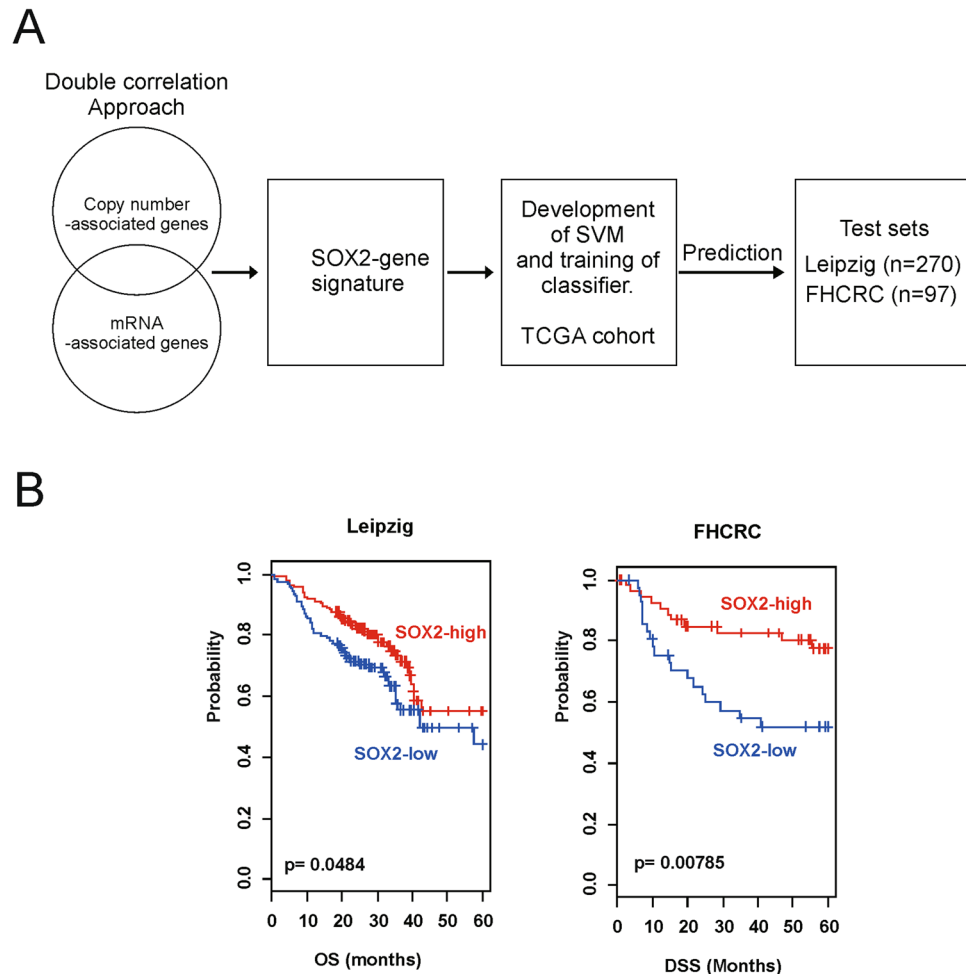 A
Double correlation
Approach
Copy number
-associated genes
mRNA
-associated genes
SOX2-gene
signature
Development
of SVM
and training of
classifier.
TCGA cohort
Prediction
Test sets
Leipzig (n=270)
FHCRC (n=97)
B
Leipzig
Probability
1.0
0.8
0.6
0.4
0.2
0.0
SOX2-high
SOX2-low
p= 0.0484
0 10 20 30 40 50 60
OS (months)
FHCRC
Probability
1.0
0.8
0.6
0.4
0.2
0.0
SOX2-high
SOX2-low
p= 0.00785
0 10 20 30 40 50 60
DSS (Months)